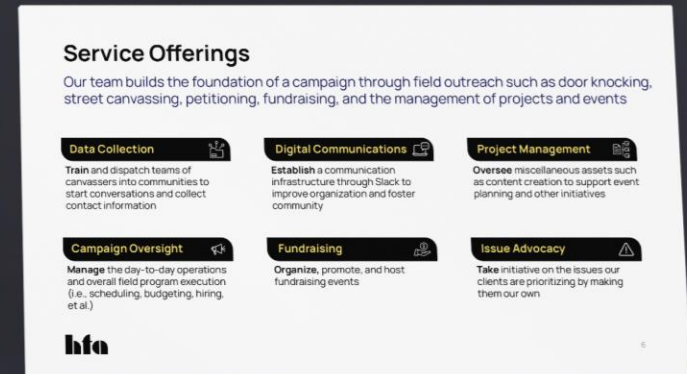 Service Offerings
Our team builds the foundation of a campaign through field outreach such as door knocking,
street canvassing, petitioning, fundraising, and the management of projects and events
Data Collection
Train and dispatch teams of
canvassers into communities to
start conversations and collect
contact information
Digital Communications
Establish a communication
infrastructure through Slack to
improve organization and foster
community
Project Management
Oversee miscellaneous assets such
as content creation to support event
planning and other initiatives
Campaign Oversight
Manage the day-to-day operations
and overall field program execution
(i.e., scheduling, budgeting, hiring,
et al.)
Fundraising
Organize, promote, and host
fundraising events
Issue Advocacy
Take initiative on the issues our
clients are prioritizing by making
them our own
hfa
6